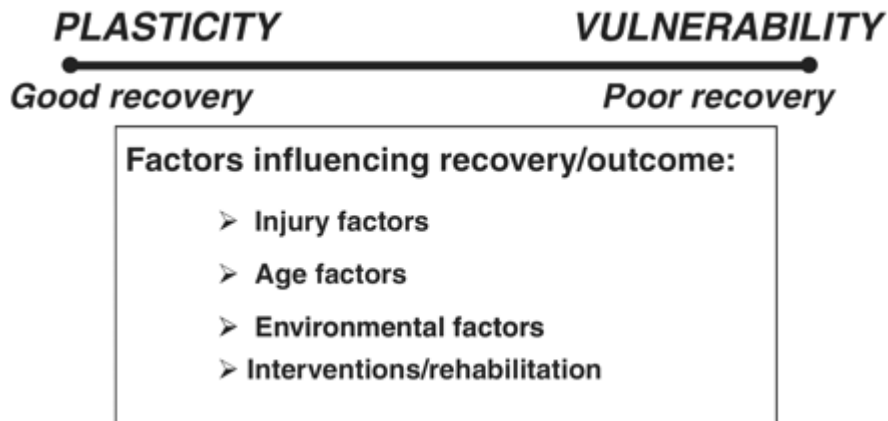 PLASTICITY VULNERABILITY
Good recovery Poor recovery
Factors influencing recovery/outcome:
➢ Injury factors
➢ Age factors
➢ Environmental factors
➢ Interventions/rehabilitation